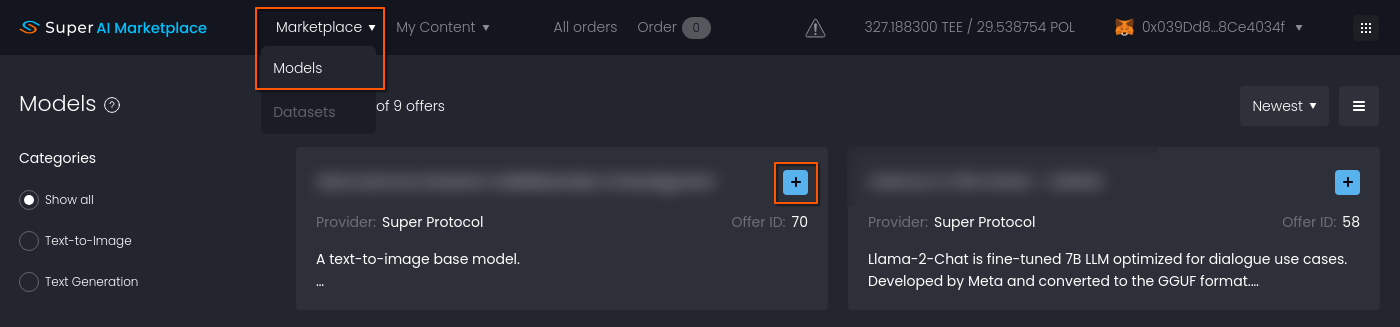 Super AI Marketplace
Marketplace
My Content
All orders
Order 0
327.188300 TEE / 29.538754 POL
0x039Dd8...8Ce4034f
Models
Datasets
Models ?
of 9 offers
Newest
Categories
Show all
Text-to-Image
Text Generation
Provider: Super Protocol
Offer ID: 70
A text-to-image base model.
...
Provider: Super Protocol
Offer ID: 58
Llama-2-Chat is fine-tuned 7B LLM optimized for dialogue use cases.
Developed by Meta and converted to the GGUF format....